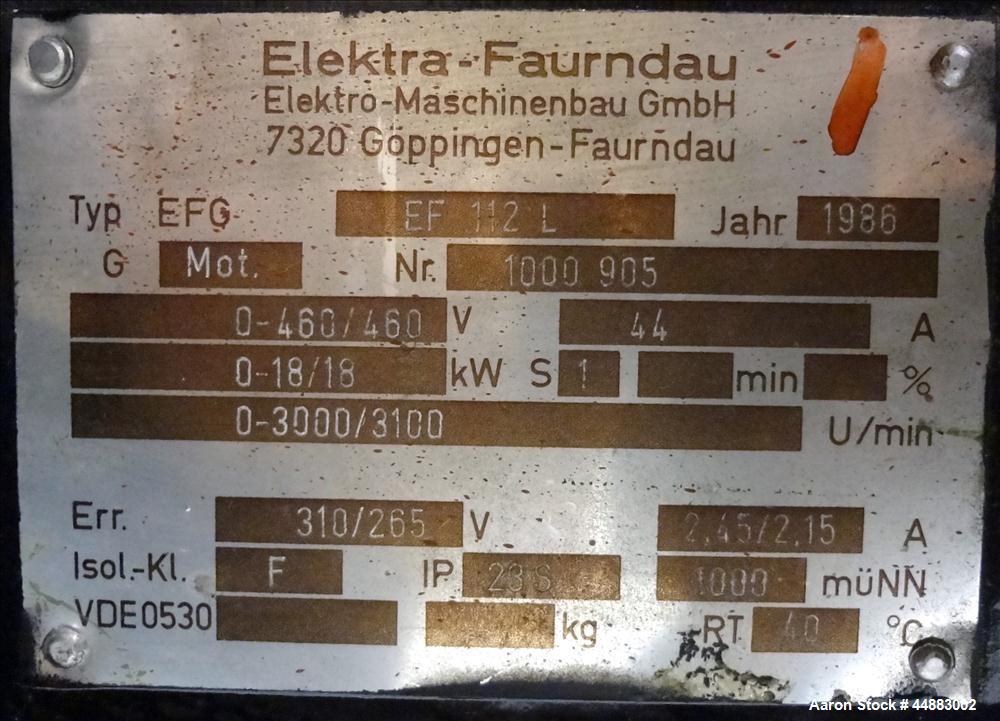 Elektra-Faurndau
Elektro-Maschinenbau GmbH
7320 Göppingen-Faurndau
Typ EFG EF 112 L Jahr 1986
G Mot. Nr. 1000 905
0-460/460 V 44 A
0-18/18 kW S 1 min %
0-3000/3100 U/min
Err. 310/265 V 2,45/2,15 A
Isol.-Kl. F IP 23 S 1000 müNN
VDE0530 kg RT 40 °C
Aaron Stock # 44883002